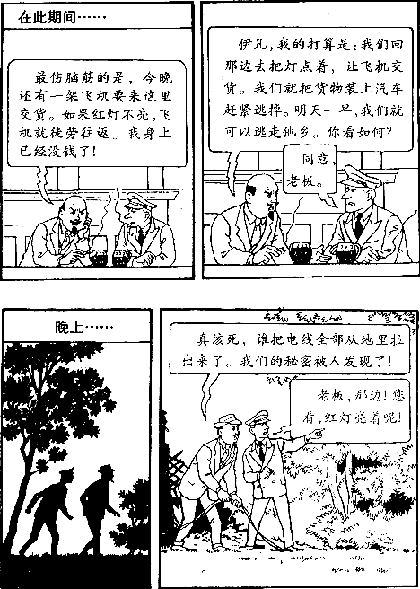 在此期间……
最伤脑筋的是，今晚
还有一架飞机要来这里
交货。如果红灯不亮，飞
机就徒劳往返。我身上
已经没钱了！
伊凡，我的打算是：我们回
那边去把灯点着，让飞机交
货。我们就把货物装上汽车
赶紧逃掉。明天一旦，我们就
可以逃走他乡。你看如何？
同意，
老板。
晚上……
真该死，谁把电线全部从地里拉
出来了。我们的秘密被人发现了！
老板，那边！您
看，红灯亮着呢！